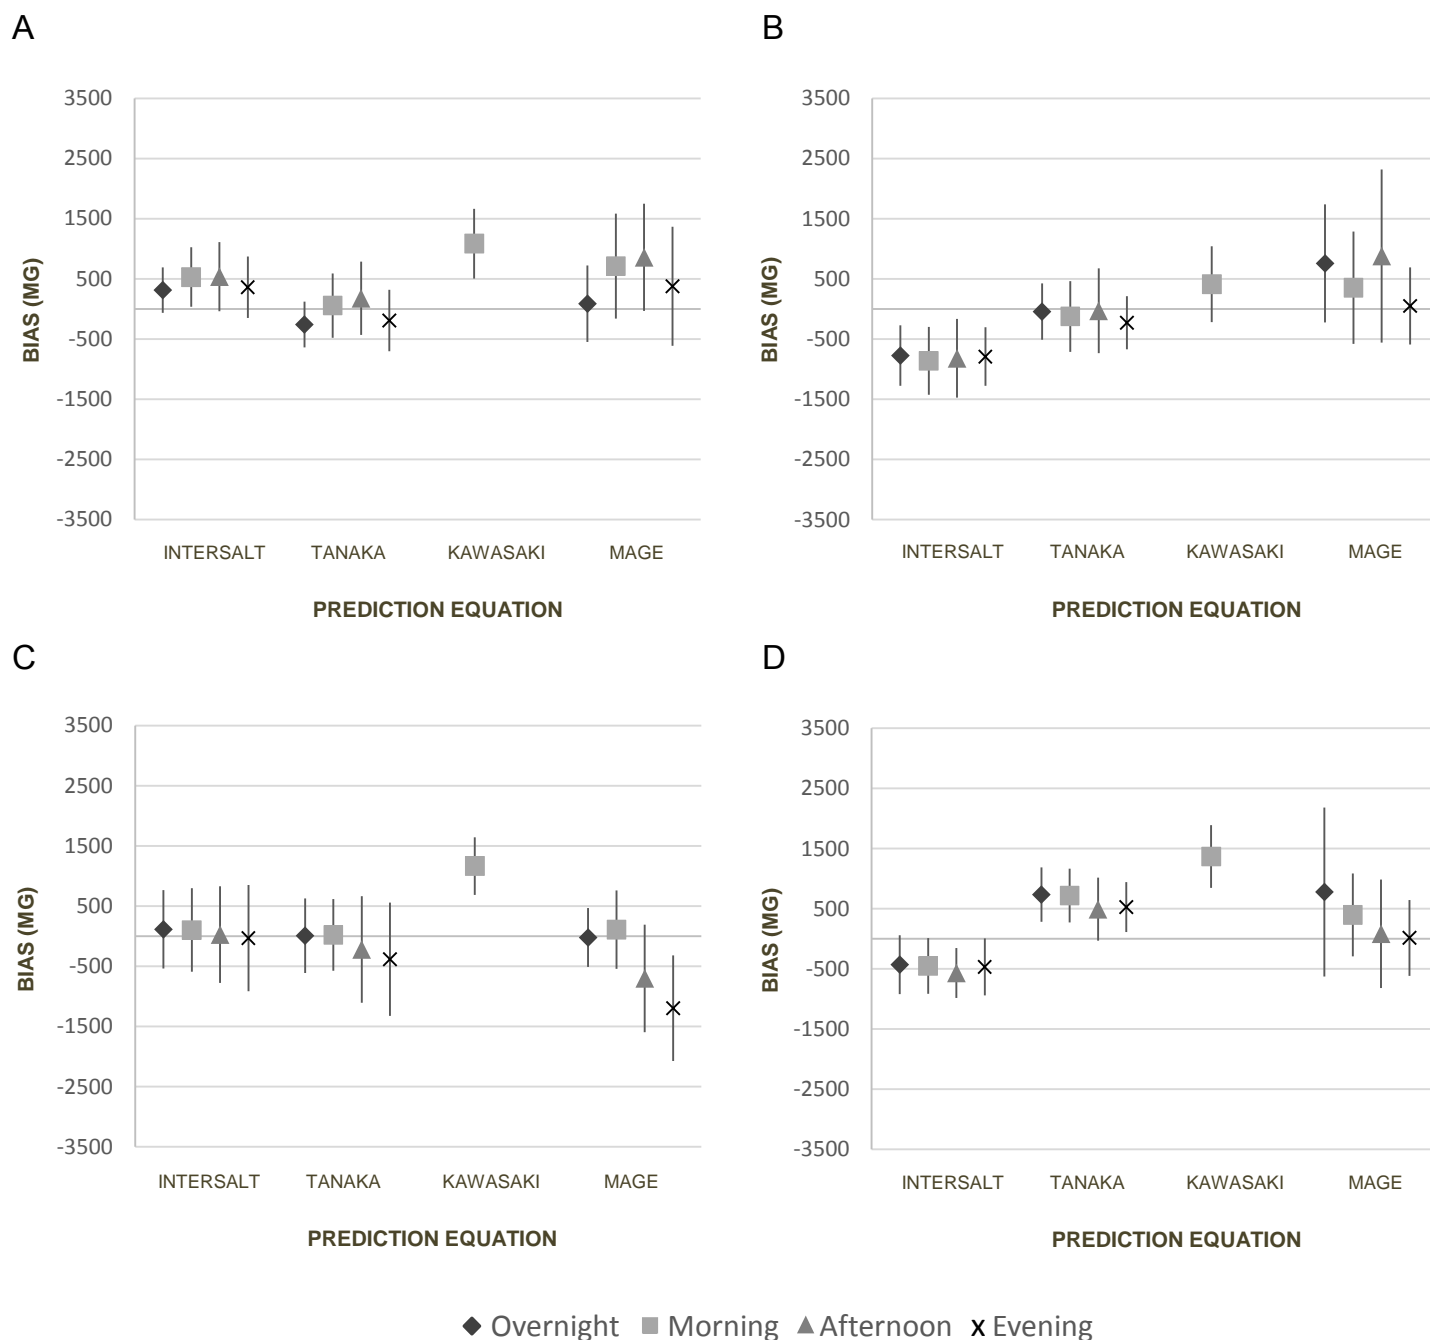 A
3500
2500
1500
500
-500
-1500
-2500
-3500
BIAS (MG)
INTERSALT TANAKA KAWASAKI MAGE
PREDICTION EQUATION
B
3500
2500
1500
500
-500
-1500
-2500
-3500
BIAS (MG)
INTERSALT TANAKA KAWASAKI MAGE
PREDICTION EQUATION
C
3500
2500
1500
500
-500
-1500
-2500
-3500
BIAS (MG)
INTERSALT TANAKA KAWASAKI MAGE
PREDICTION EQUATION
D
3500
2500
1500
500
-500
-1500
-2500
-3500
BIAS (MG)
INTERSALT TANAKA KAWASAKI MAGE
PREDICTION EQUATION
Overnight Morning Afternoon x Evening